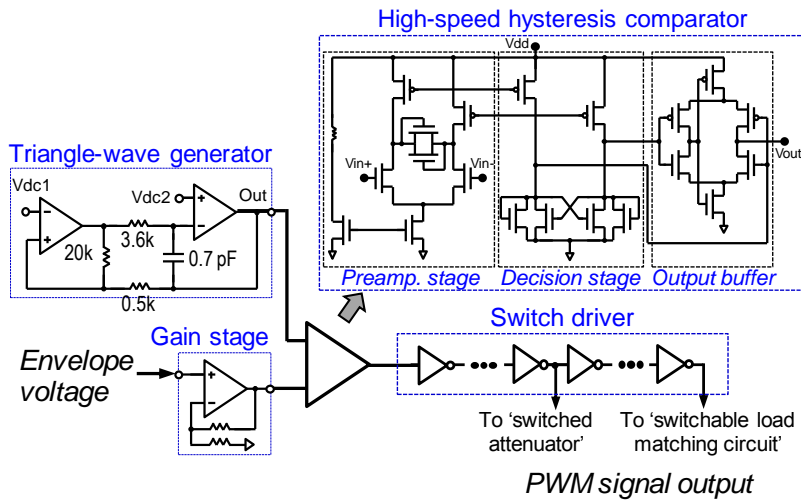 High-speed hysteresis comparator
Vdd
Vin+
Vin-
Vout
Preamp. stage
Decision stage
Output buffer
Triangle-wave generator
Vdc1
Vdc2
Out
-
+
+
-
20k
3.6k
0.7 pF
0.5k
Gain stage
Envelope
voltage
+
-
Switch driver
To ‘switched
attenuator’
To ‘switchable load
matching circuit’
PWM signal output